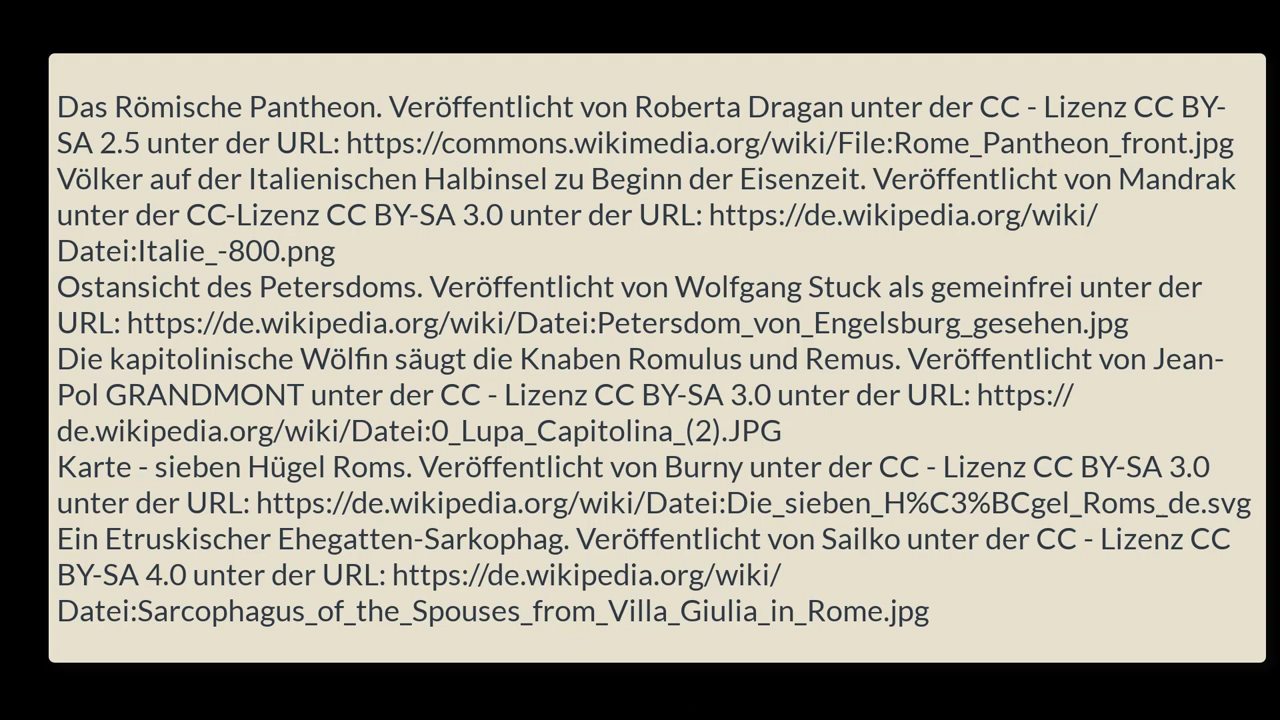 Das Römische Pantheon. Veröffentlicht von Roberta Dragan unter der CC - Lizenz CC BY-
SA 2.5 unter der URL: https://commons.wikimedia.org/wiki/File:Rome_Pantheon_front.jpg
Völker auf der Italienischen Halbinsel zu Beginn der Eisenzeit. Veröffentlicht von Mandrak
unter der CC-Lizenz CC BY-SA 3.0 unter der URL: https://de.wikipedia.org/wiki/
Datei:Italie_-800.png
Ostansicht des Petersdoms. Veröffentlicht von Wolfgang Stuck als gemeinfrei unter der
URL: https://de.wikipedia.org/wiki/Datei:Petersdom_von_Engelsburg_gesehen.jpg
Die kapitolinische Wölfin säugt die Knaben Romulus und Remus. Veröffentlicht von Jean-
Pol GRANDMONT unter der CC - Lizenz CC BY-SA 3.0 unter der URL: https://
de.wikipedia.org/wiki/Datei:0_Lupa_Capitolina_(2).JPG
Karte - sieben Hügel Roms. Veröffentlicht von Burny unter der CC - Lizenz CC BY-SA 3.0
unter der URL: https://de.wikipedia.org/wiki/Datei:Die_sieben_H%C3%BCgel_Roms_de.svg
Ein Etruskischer Ehegatten-Sarkophag. Veröffentlicht von Sailko unter der CC - Lizenz CC
BY-SA 4.0 unter der URL: https://de.wikipedia.org/wiki/
Datei:Sarcophagus_of_the_Spouses_from_Villa_Giulia_in_Rome.jpg